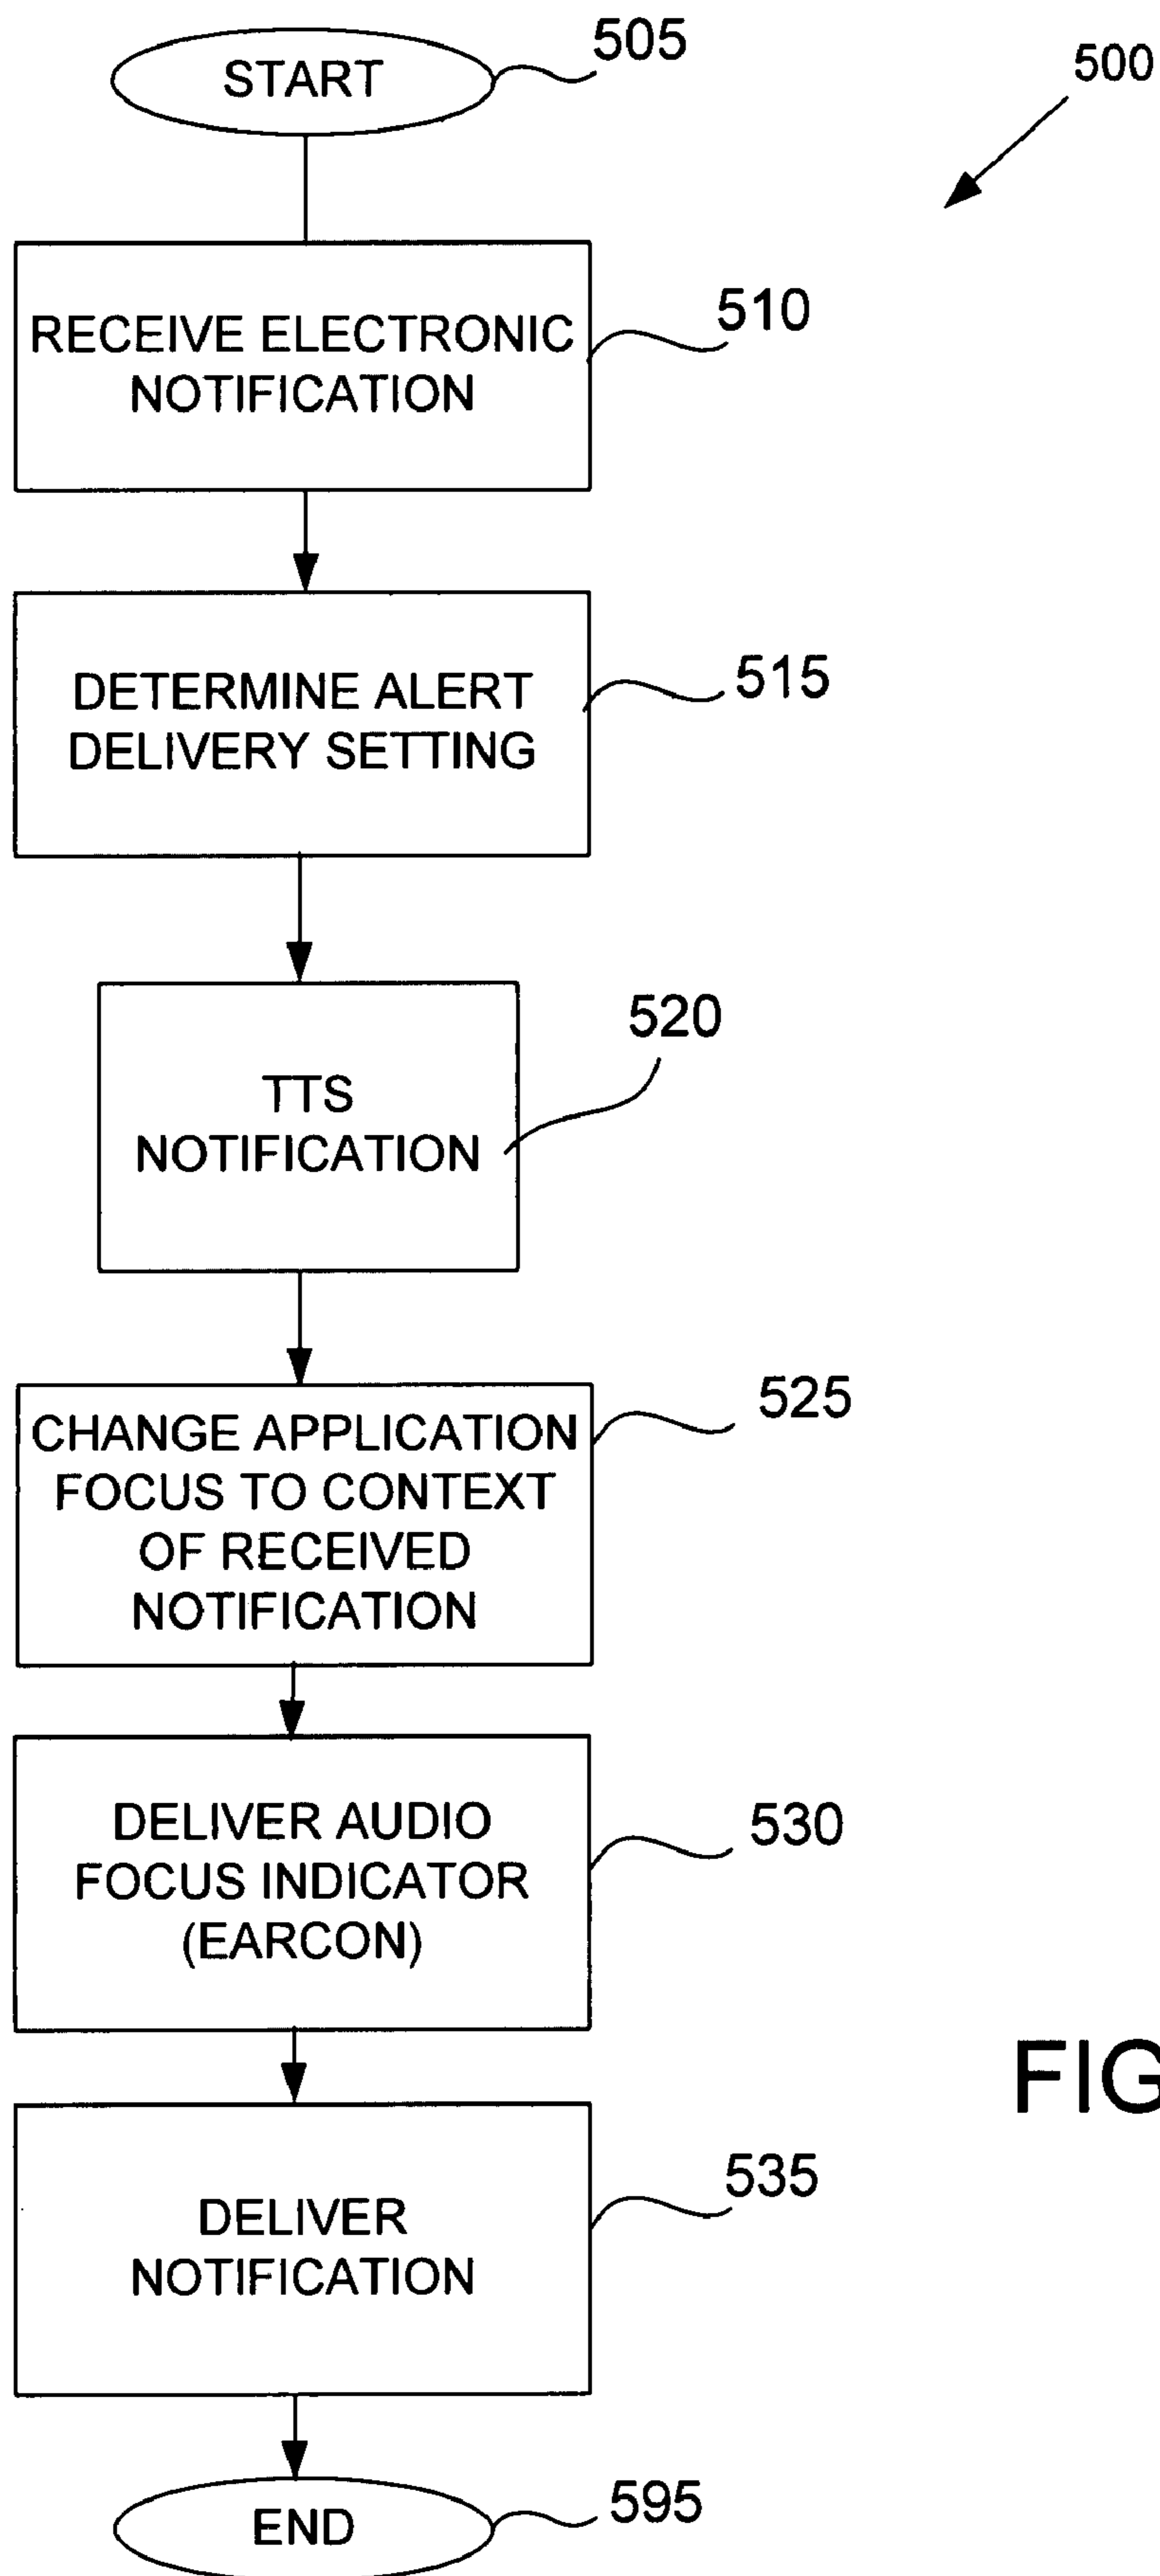 START
505
500
RECEIVE ELECTRONIC
NOTIFICATION
510
DETERMINE ALERT
DELIVERY SETTING
515
TTS
NOTIFICATION
520
CHANGE APPLICATION
FOCUS TO CONTEXT
OF RECEIVED
NOTIFICATION
525
DELIVER AUDIO
FOCUS INDICATOR
(EARCON)
530
FIG
DELIVER
NOTIFICATION
535
END
595